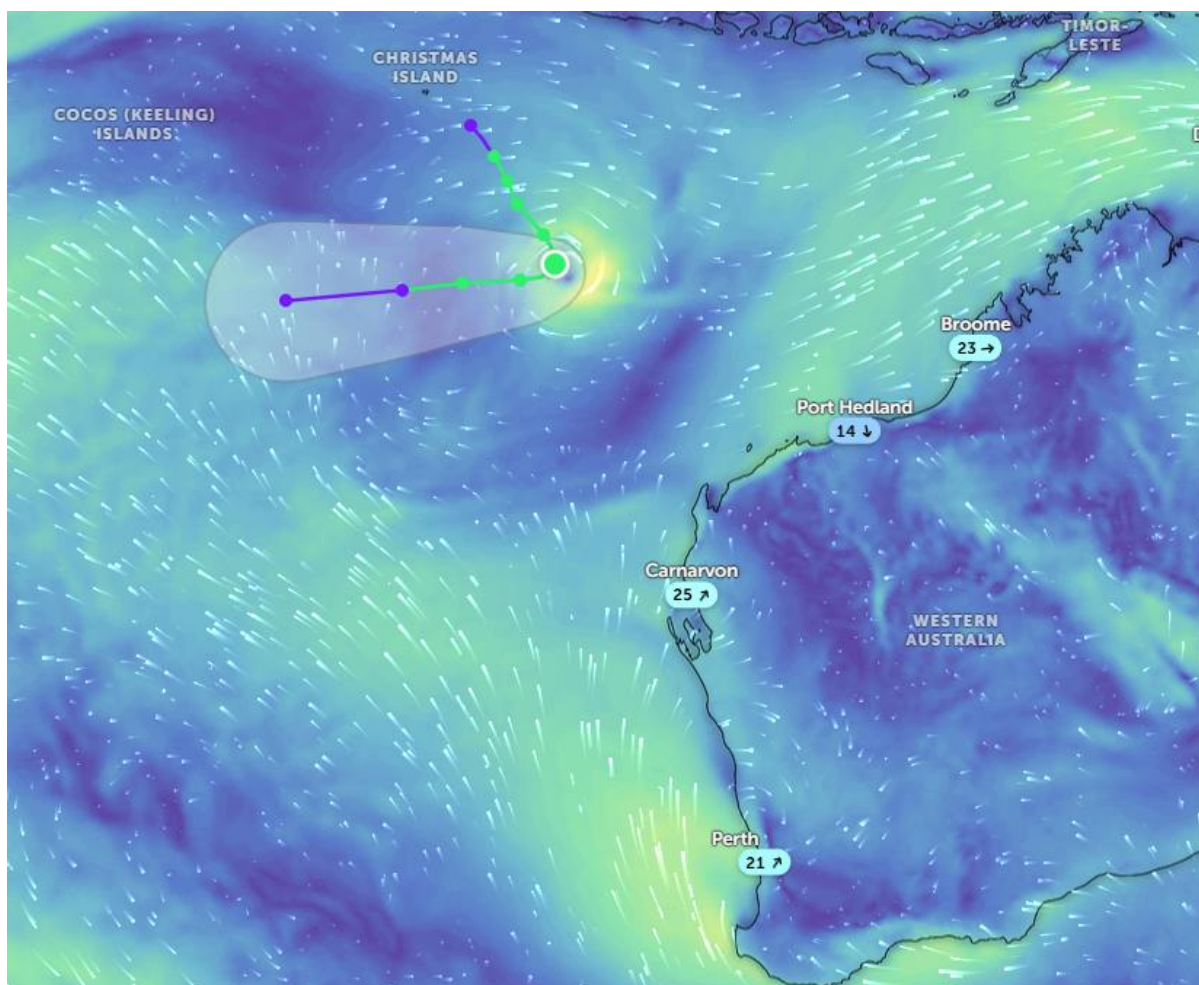 TIMOR-
LESTE
CHRISTMAS
ISLAND
COCOS (KEELING)
ISLANDS
Broome
23 →
Port Hedland
14 ↓
Carnarvon
25 ↗
WESTERN
AUSTRALIA
Perth
21 ↗